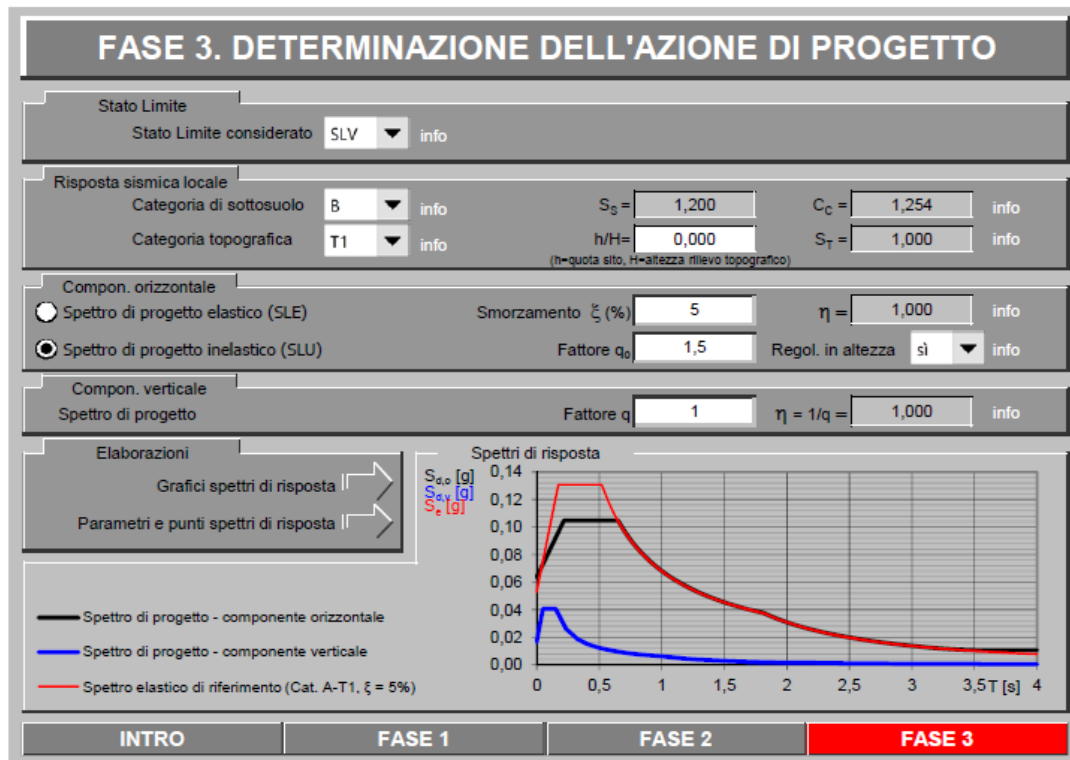 FASE 3. DETERMINAZIONE DELL'AZIONE DI PROGETTO
Stato Limite
Stato Limite considerato SLV info
Risposta sismica locale
Categoria di sottosuolo B info SS = 1,200 CC = 1,254 info
Categoria topografica T1 info h/H= 0,000 ST = 1,000 info
(h=quota sito, H=altezza rilievo topografico)
Compon. orizzontale
Spettro di progetto elastico (SLE) Smorzamento ξ (%) 5 η = 1,000 info
Spettro di progetto inelastico (SLU) Fattore qo 1,5 Regol. in altezza sì info
Compon. verticale
Spettro di progetto Fattore q 1 η = 1/q = 1,000 info
Elaborazioni
Grafici spettri di risposta
Parametri e punti spettri di risposta
Spettri di risposta
Sd,o [g]
Sd,v [g]
Se [g]
0,14
0,12
0,10
0,08
0,06
0,04
0,02
0,00
0 0,5 1 1,5 2 2,5 3 3,5 T [s] 4
Spettro di progetto - componente orizzontale
Spettro di progetto - componente verticale
Spettro elastico di riferimento (Cat. A-T1, ξ = 5%)
INTRO FASE 1 FASE 2 FASE 3